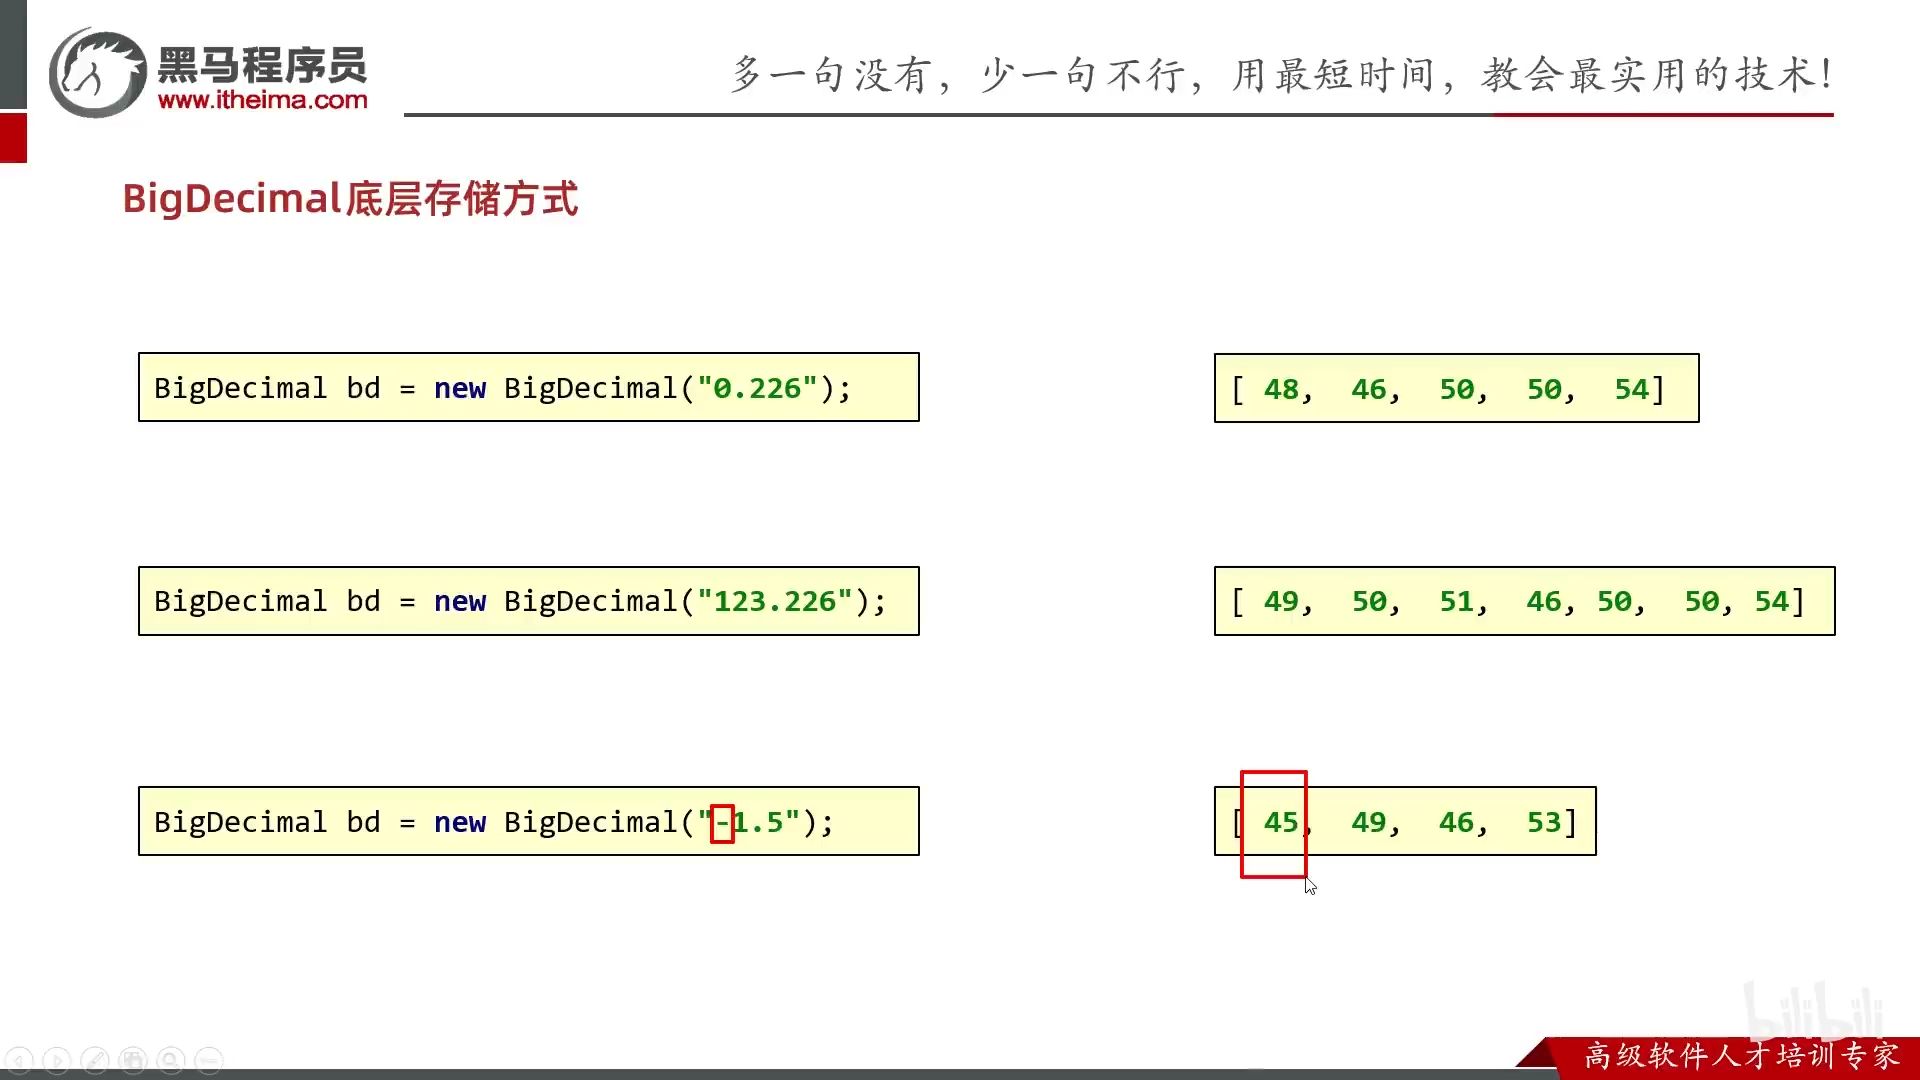 黑马程序员
www.itheima.com
多一句没有，少一句不行，用最短时间，教会最实用的技术！
BigDecimal底层存储方式
BigDecimal bd = new BigDecimal("0.226");
[ 48, 46, 50, 50, 54]
BigDecimal bd = new BigDecimal("123.226");
[ 49, 50, 51, 46, 50, 50, 54]
BigDecimal bd = new BigDecimal("-1.5");
[ 45, 49, 46, 53]
bilibili
高级软件人才培训专家